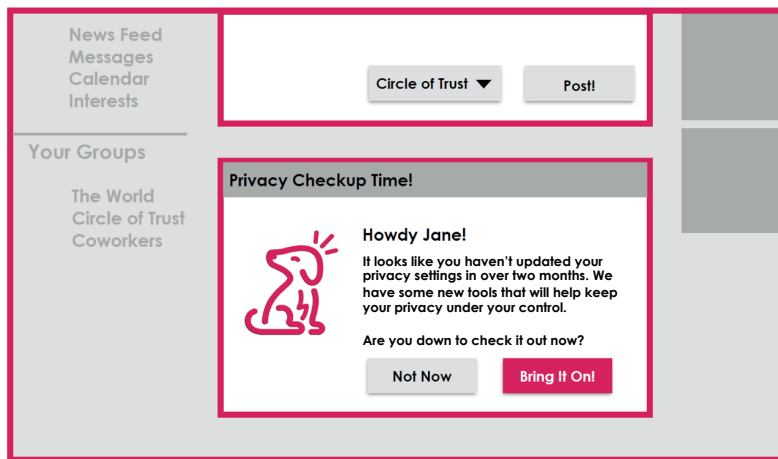 News Feed
Messages
Calendar
Interests
Your Groups
The World
Circle of Trust
Coworkers
Circle of Trust
Post!
Privacy Checkup Time!
Howdy Jane!
It looks like you haven’t updated your
privacy settings in over two months. We
have some new tools that will help keep
your privacy under your control.
Are you down to check it out now?
Not Now
Bring It On!